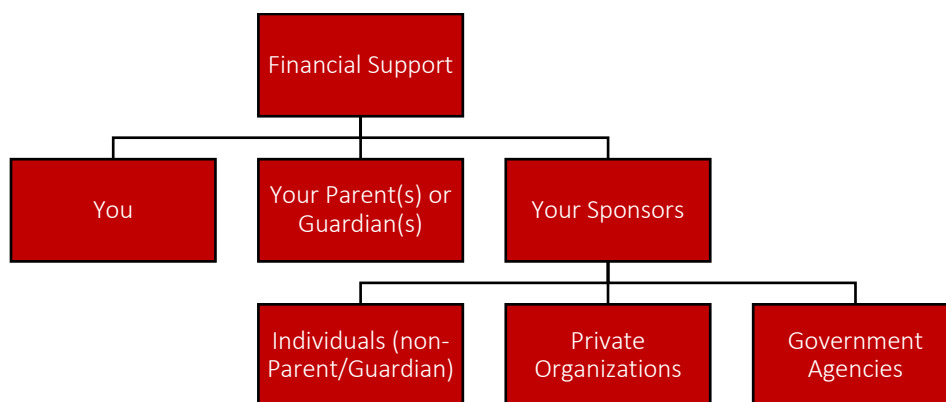 Financial Support
You
Your Parent(s) or
Guardian(s)
Your Sponsors
Individuals (non-
Parent/Guardian)
Private
Organizations
Government
Agencies